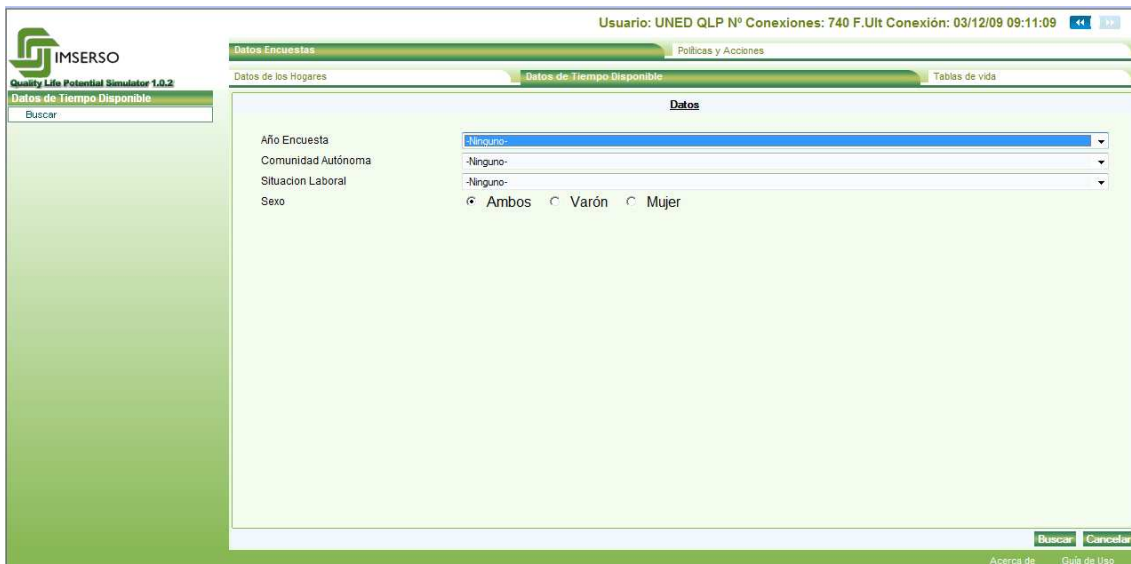 Usuario: UNED QLP Nº Conexiones: 740 F.Ult Conexión: 03/12/09 09:11:09
IMSERSO
Quality Life Potential Simulator 1.0.2
Datos Encuestas
Políticas y Acciones
Datos de los Hogares
Datos de Tiempo Disponible
Tablas de vida
Datos de Tiempo Disponible
Buscar
Datos
Año Encuesta -Ninguno-
Comunidad Autónoma -Ninguno-
Situacion Laboral -Ninguno-
Sexo Ambos Varón Mujer
Buscar Cancelar
Acerca de Guía de Uso